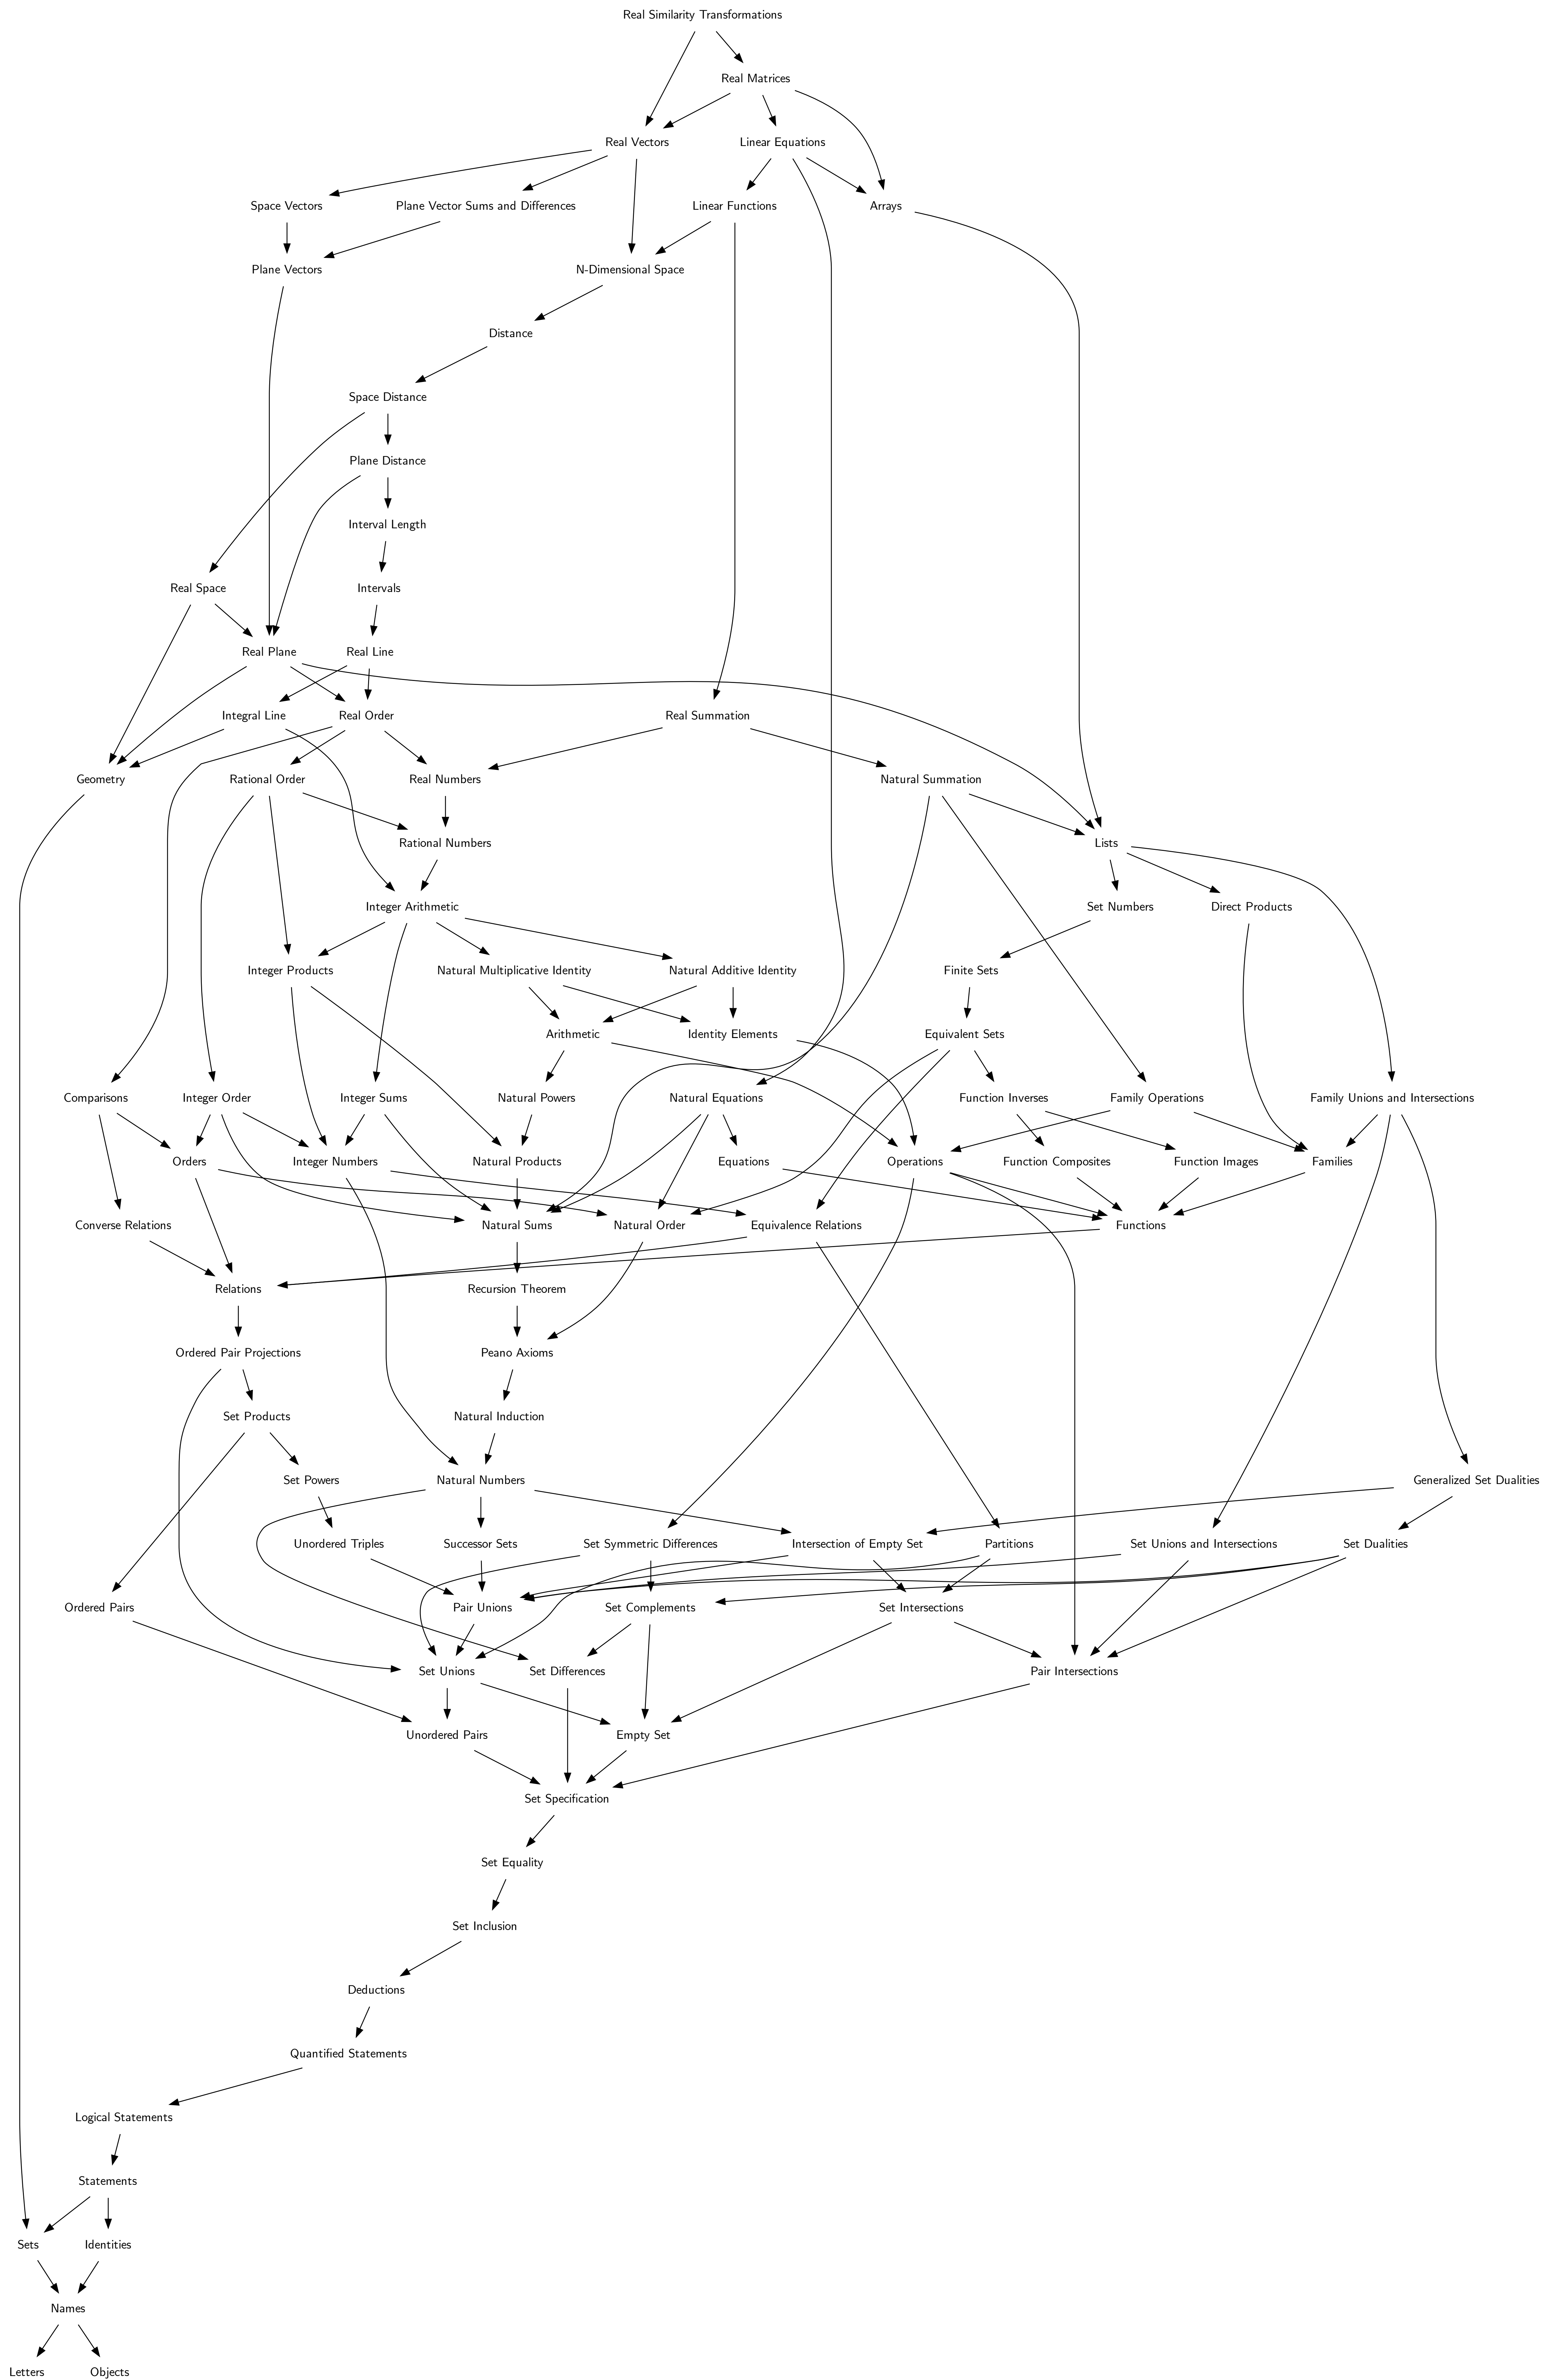 Real Similarity Transformations
Real Matrices
Real Vectors
Linear Equations
Space Vectors
Plane Vector Sums and Differences
Linear Functions
Arrays
Plane Vectors
N-Dimensional Space
Distance
Space Distance
Plane Distance
Interval Length
Real Space
Intervals
Real Plane
Real Line
Integral Line
Real Order
Real Summation
Geometry
Rational Order
Real Numbers
Natural Summation
Rational Numbers
Lists
Integer Arithmetic
Set Numbers
Direct Products
Integer Products
Natural Multiplicative Identity
Natural Additive Identity
Finite Sets
Arithmetic
Identity Elements
Equivalent Sets
Comparisons
Integer Order
Integer Sums
Natural Powers
Natural Equations
Function Inverses
Family Operations
Family Unions and Intersections
Orders
Integer Numbers
Natural Products
Equations
Operations
Function Composites
Function Images
Families
Converse Relations
Natural Sums
Natural Order
Equivalence Relations
Functions
Relations
Recursion Theorem
Ordered Pair Projections
Peano Axioms
Set Products
Natural Induction
Set Powers
Natural Numbers
Generalized Set Dualities
Unordered Triples
Successor Sets
Set Symmetric Differences
Intersection of Empty Set
Partitions
Set Unions and Intersections
Set Dualities
Ordered Pairs
Pair Unions
Set Complements
Set Intersections
Set Unions
Set Differences
Pair Intersections
Unordered Pairs
Empty Set
Set Specification
Set Equality
Set Inclusion
Deductions
Quantified Statements
Logical Statements
Statements
Sets
Identities
Names
Letters
Objects